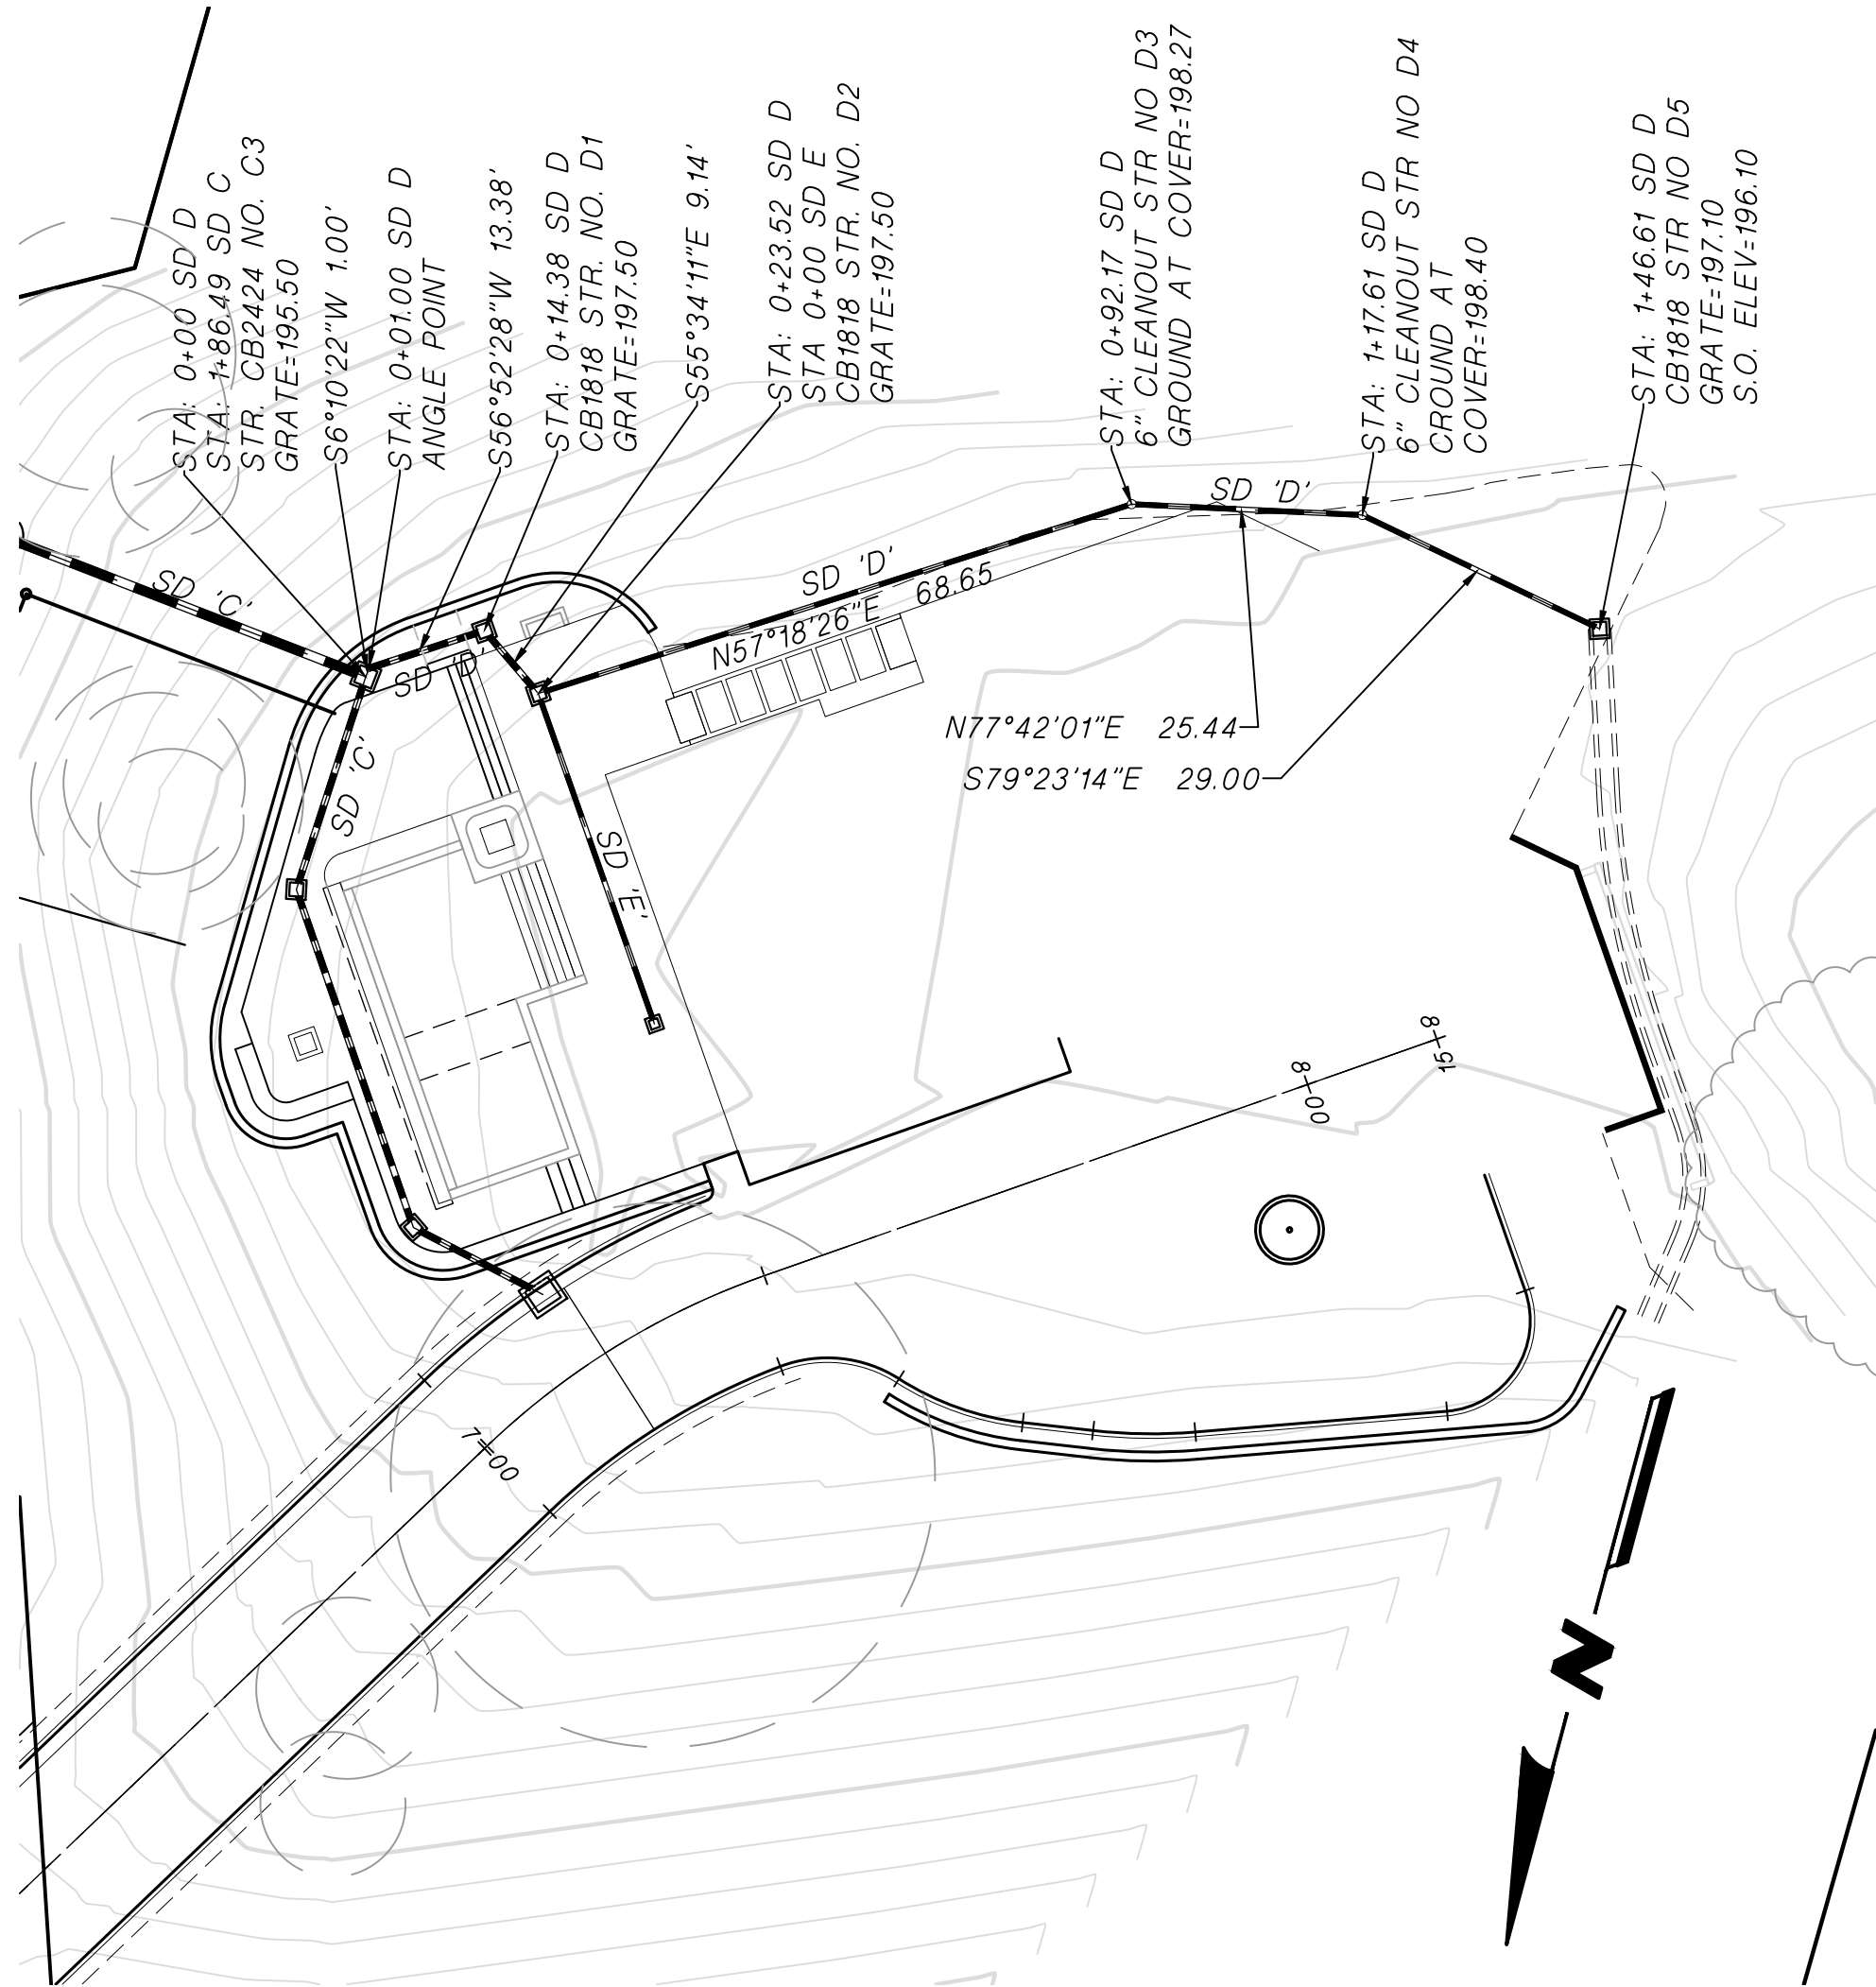 STA: 0+00 SD D
STA: 1+86.49 SD C
STR. CB2424 NO. C3
GRATE=195.50
S6°10'22"W 1.00'
STA: 0+01.00 SD D
ANGLE POINT
S56°52'28"W 13.38'
STA: 0+14.38 SD D
CB1818 STR. NO. D1
GRATE=197.50
S55°34'11"E 9.14'
STA: 0+23.52 SD D
STA 0+00 SD E
CB1818 STR. NO. D2
GRATE=197.50
STA: 0+92.17 SD D
6" CLEANOUT STR NO D3
GROUND AT COVER=198.27
STA: 1+17.61 SD D
6" CLEANOUT STR NO D4
CROUND AT
COVER=198.40
STA: 1+46.61 SD D
CB1818 STR NO D5
GRATE=197.10
S.O. ELEV=196.10
SD 'C'
SD 'D'
SD 'D'
SD 'D'
N57°18'26"E 68.65
N77°42'01"E 25.44
S79°23'14"E 29.00
SD 'C'
SD 'E'
8+15
8+00
7+00
N